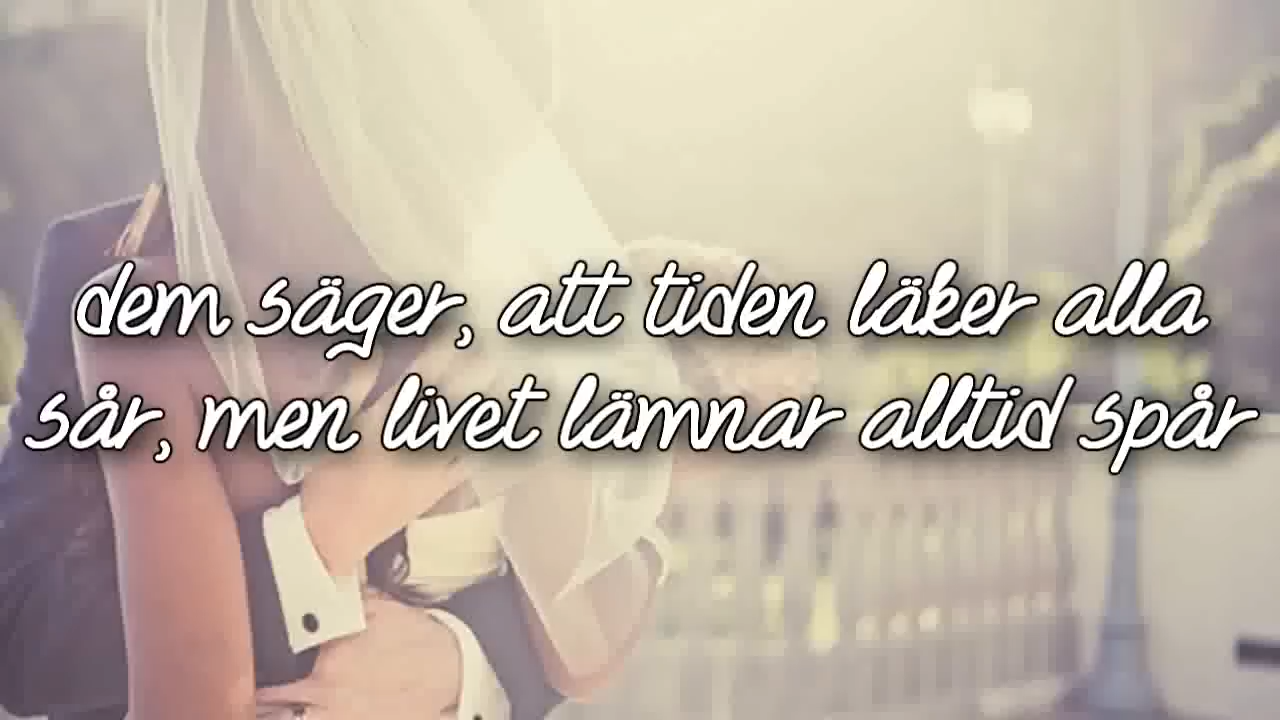 dem säger, att tiden läker alla
sår, men livet lämnar alltid spår